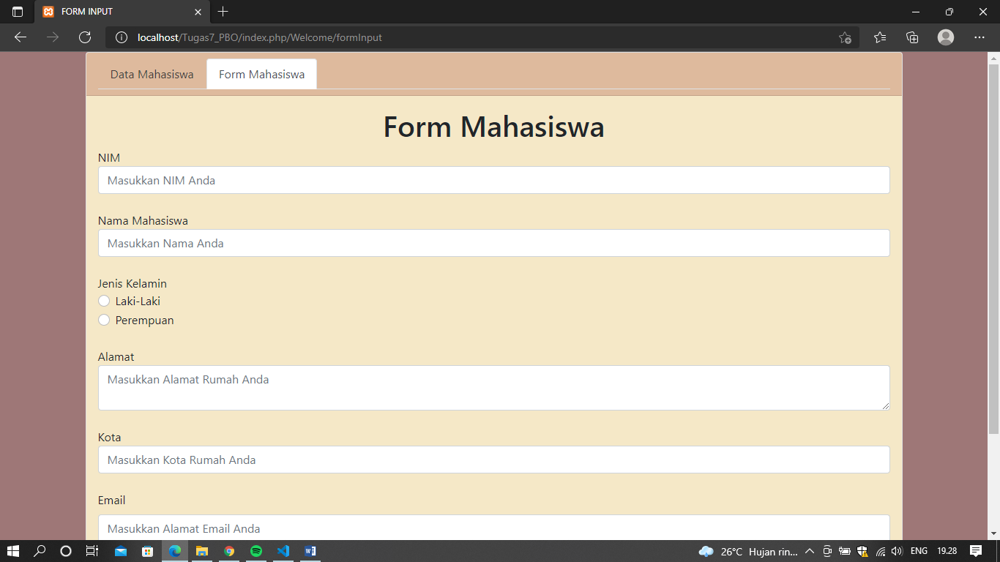 FORM INPUT
localhost/Tugas7_PBO/index.php/Welcome/formInput
Data Mahasiswa Form Mahasiswa
Form Mahasiswa
NIM
Masukkan NIM Anda
Nama Mahasiswa
Masukkan Nama Anda
Jenis Kelamin
Laki-Laki
Perempuan
Alamat
Masukkan Alamat Rumah Anda
Kota
Masukkan Kota Rumah Anda
Email
Masukkan Alamat Email Anda
26°C Hujan rin... ENG 19.28